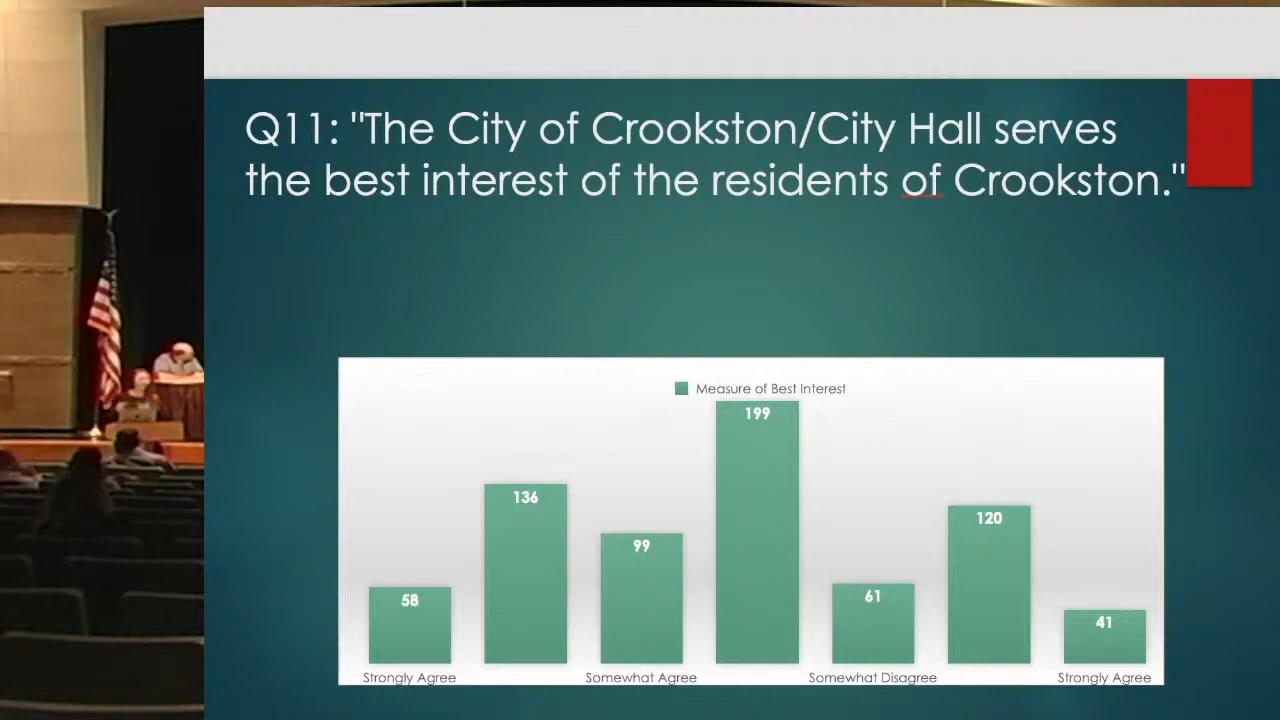 Q11: "The City of Crookston/City Hall serves
the best interest of the residents of Crookston."
Measure of Best Interest
199
136
120
99
58
61
41
Strongly Agree
Somewhat Agree
Somewhat Disagree
Strongly Agree